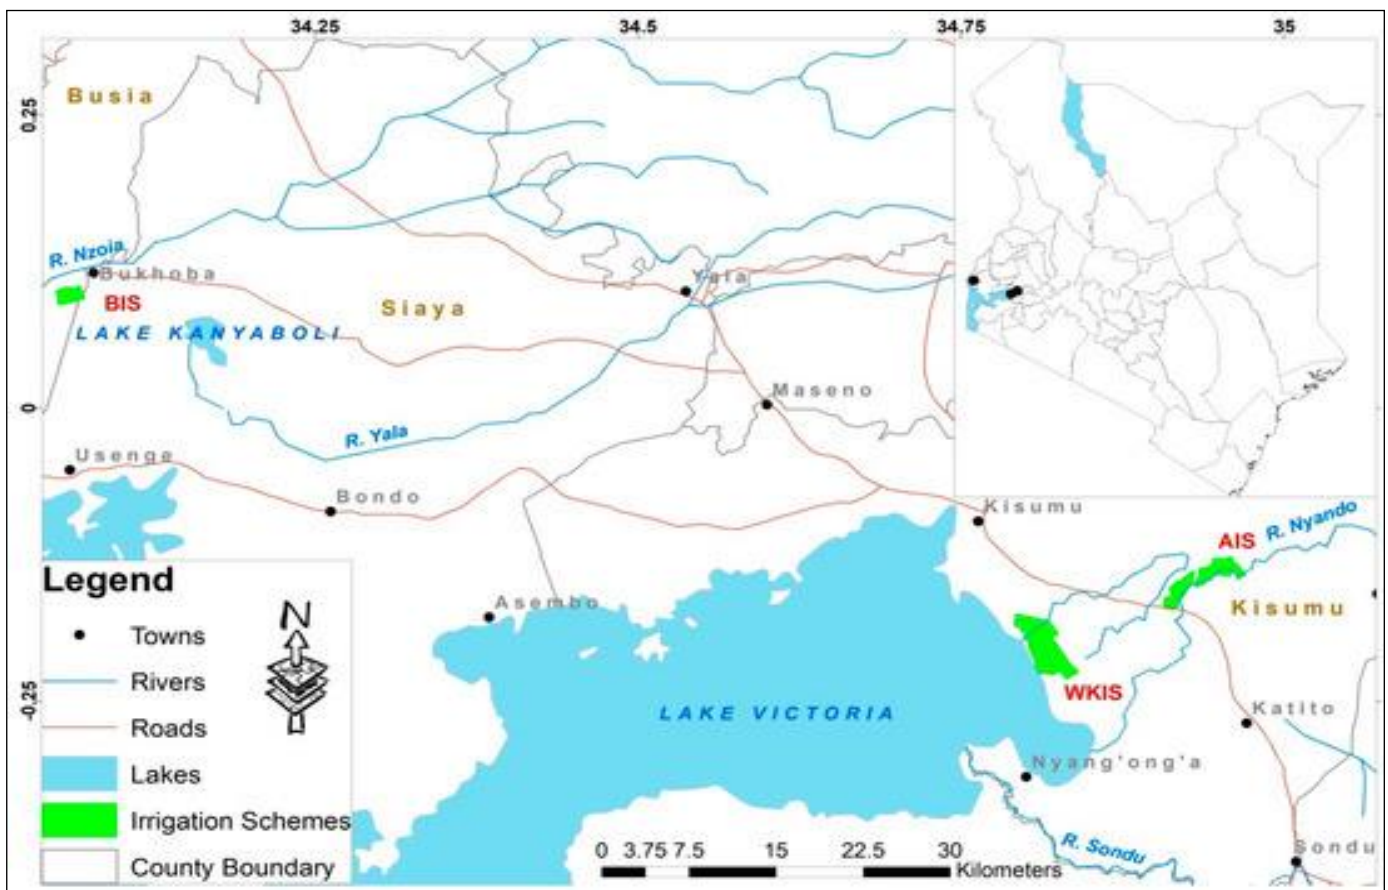 34.25 34.5 34.75 35
0.25
0
-0.25
Busia
R. Nzoia
Bukhoba
BIS
LAKE KANYABOLI
Siaya
Yala
Maseno
R. Yala
Usenga
Bondo
Kisumu
AIS
R. Nyando
Kisumu
Asembo
WKIS
LAKE VICTORIA
Katito
Nyang'ong'a
R. Sondu
Sondu
Legend
N
Towns
Rivers
Roads
Lakes
Irrigation Schemes
County Boundary
0 3.75 7.5 15 22.5 30
Kilometers